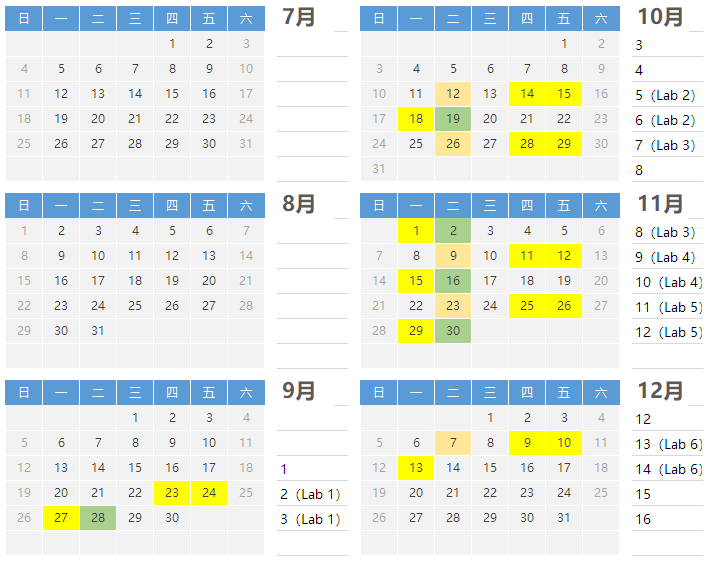 日 一 二 三 四 五 六 7月
1 2 3
4 5 6 7 8 9 10
11 12 13 14 15 16 17
18 19 20 21 22 23 24
25 26 27 28 29 30 31
日 一 二 三 四 五 六 10月
1 2 3
3 4 5 6 7 8 9 4
10 11 12 13 14 15 16 5（Lab 2）
17 18 19 20 21 22 23 6（Lab 2）
24 25 26 27 28 29 30 7（Lab 3）
31 8
日 一 二 三 四 五 六 8月
1 2 3 4 5 6 7
8 9 10 11 12 13 14
15 16 17 18 19 20 21
22 23 24 25 26 27 28
29 30 31
日 一 二 三 四 五 六 11月
1 2 3 4 5 6 8（Lab 3）
7 8 9 10 11 12 13 9（Lab 4）
14 15 16 17 18 19 20 10（Lab 4）
21 22 23 24 25 26 27 11（Lab 5）
28 29 30 12（Lab 5）
日 一 二 三 四 五 六 9月
1 2 3 4
5 6 7 8 9 10 11
12 13 14 15 16 17 18 1
19 20 21 22 23 24 25 2（Lab 1）
26 27 28 29 30 3（Lab 1）
日 一 二 三 四 五 六 12月
1 2 3 4 12
5 6 7 8 9 10 11 13（Lab 6）
12 13 14 15 16 17 18 14（Lab 6）
19 20 21 22 23 24 25 15
26 27 28 29 30 31 16